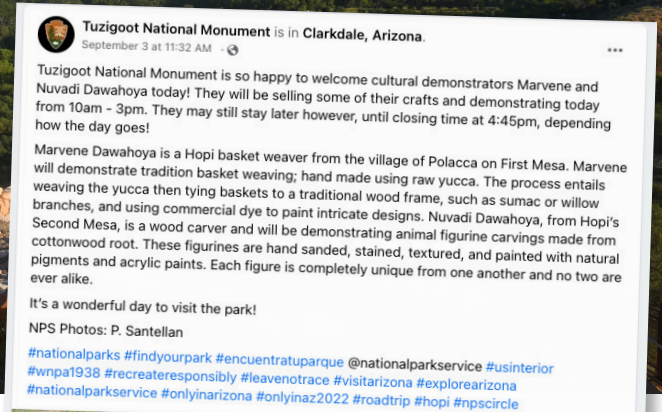 Tuzigoot National Monument is in Clarkdale, Arizona.
September 3 at 11:32 AM ·
Tuzigoot National Monument is so happy to welcome cultural demonstrators Marvene and
Nuvadi Dawahoya today! They will be selling some of their crafts and demonstrating today
from 10am - 3pm. They may still stay later however, until closing time at 4:45pm, depending
how the day goes!
Marvene Dawahoya is a Hopi basket weaver from the village of Polacca on First Mesa. Marvene
will demonstrate tradition basket weaving; hand made using raw yucca. The process entails
weaving the yucca then tying baskets to a traditional wood frame, such as sumac or willow
branches, and using commercial dye to paint intricate designs. Nuvadi Dawahoya, from Hopi's
Second Mesa, is a wood carver and will be demonstrating animal figurine carvings made from
cottonwood root. These figurines are hand sanded, stained, textured, and painted with natural
pigments and acrylic paints. Each figure is completely unique from one another and no two are
ever alike.
It's a wonderful day to visit the park!
NPS Photos: P. Santellan
#nationalparks #findyourpark #encuentratuparque @nationalparkservice #usinterior
#wnpa1938 #recreateresponsibly #leavenotrace #visitarizona #explorearizona
#nationalparkservice #onlyinarizona #onlyinaz2022 #roadtrip #hopi #npscircle